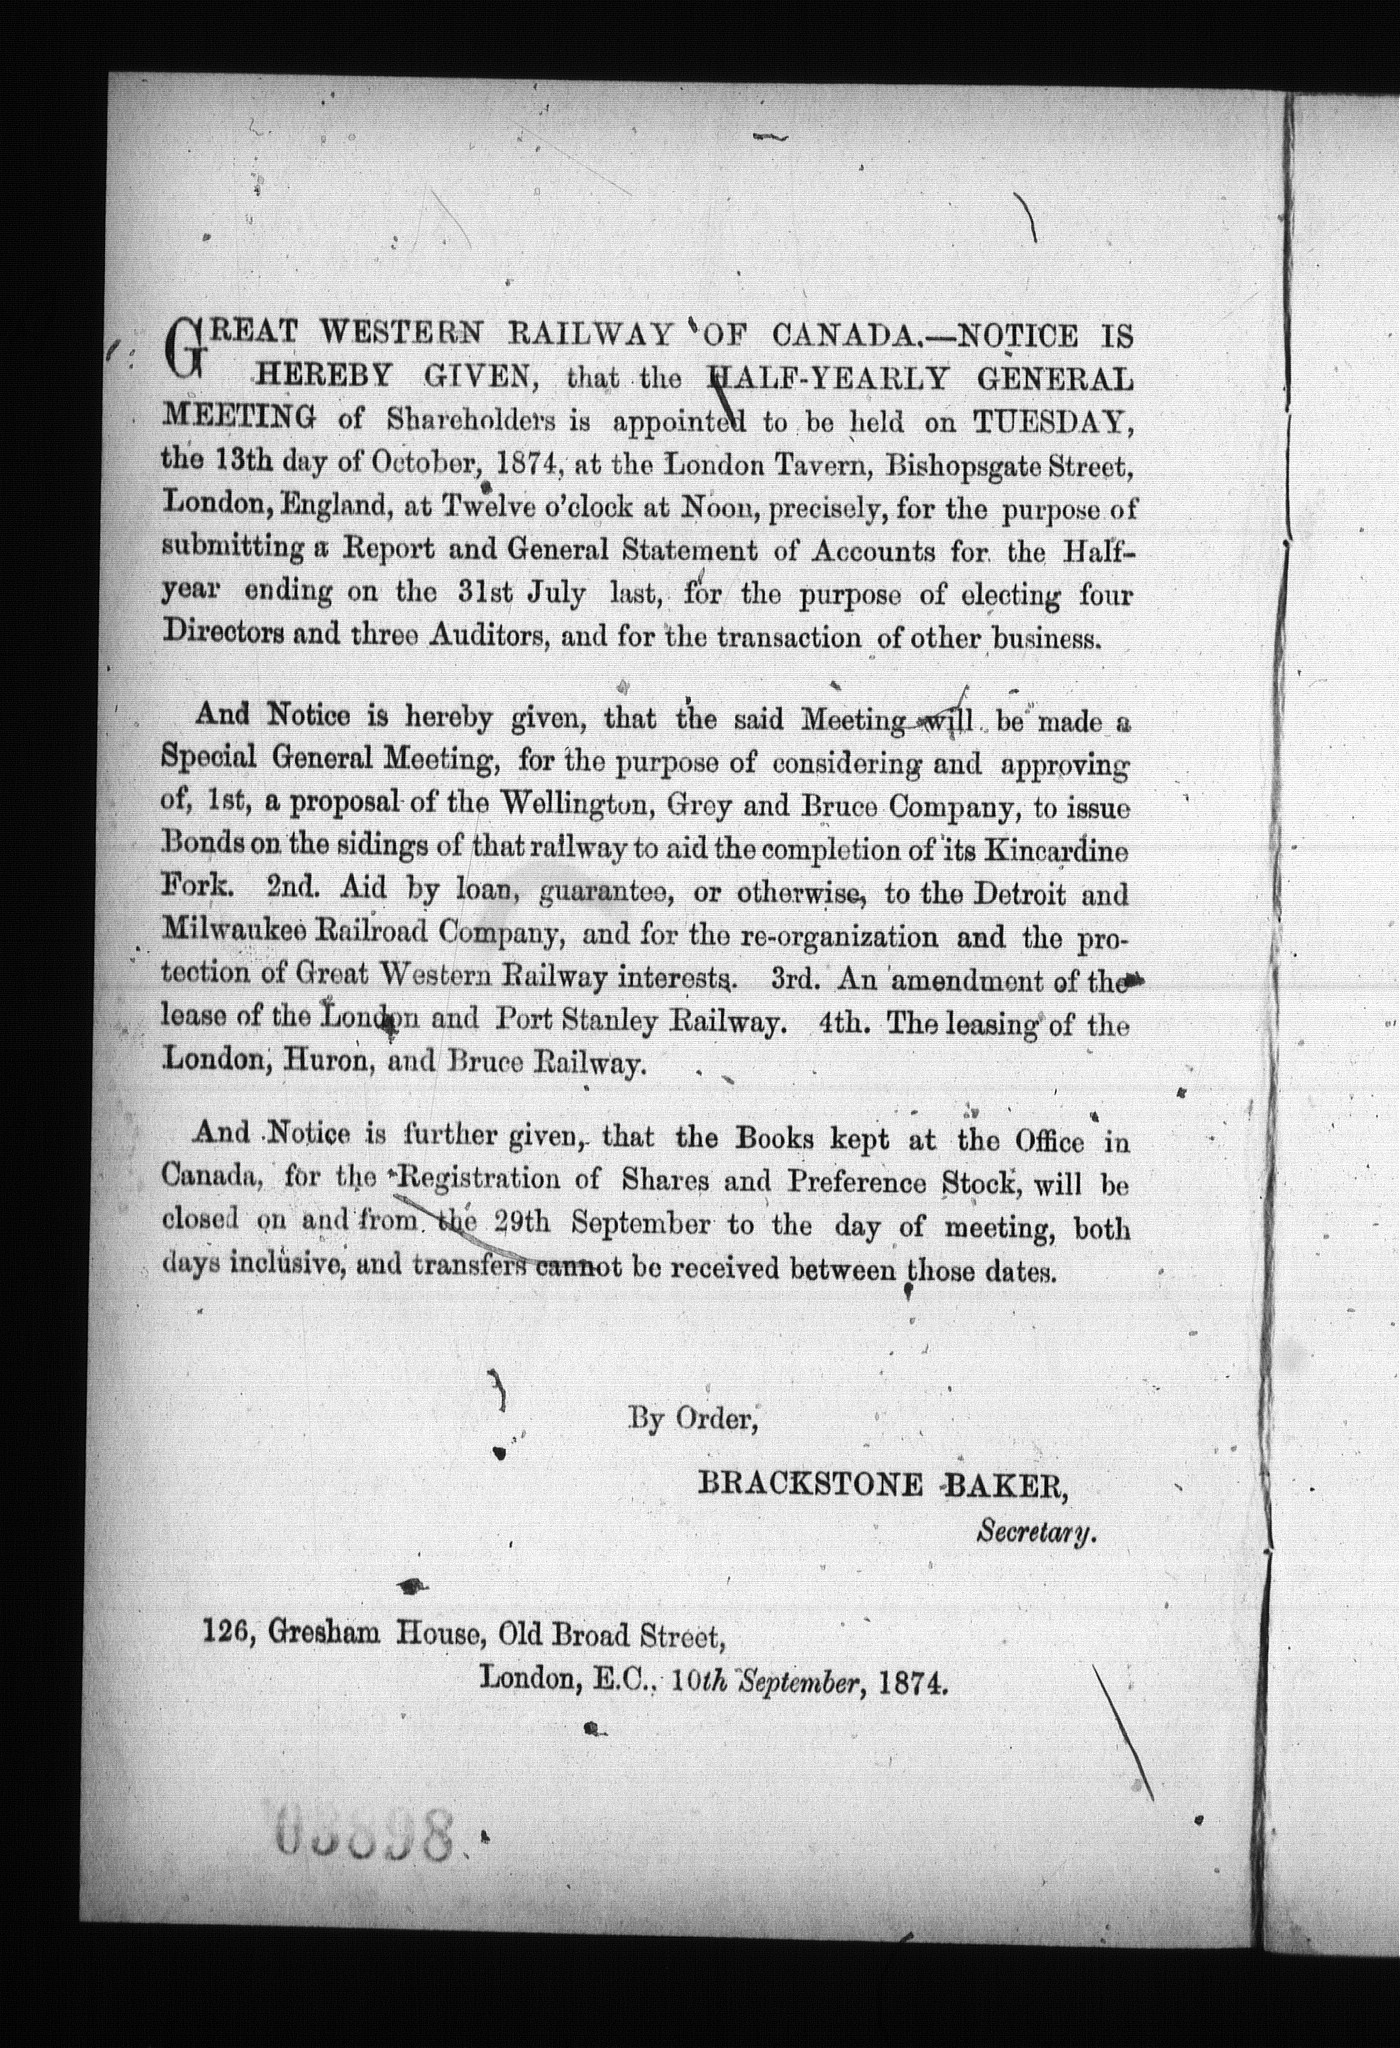 GREAT WESTERN RAILWAY OF CANADA.—NOTICE IS
HEREBY GIVEN, that the HALF-YEARLY GENERAL
MEETING of Shareholders is appointed to be held on TUESDAY,
the 13th day of October, 1874, at the London Tavern, Bishopsgate Street,
London, England, at Twelve o'clock at Noon, precisely, for the purpose of
submitting a Report and General Statement of Accounts for the Half-
year ending on the 31st July last, for the purpose of electing four
Directors and three Auditors, and for the transaction of other business.
And Notice is hereby given, that the said Meeting will be made a
Special General Meeting, for the purpose of considering and approving
of, 1st, a proposal of the Wellington, Grey and Bruce Company, to issue
Bonds on the sidings of that railway to aid the completion of its Kincardine
Fork. 2nd. Aid by loan, guarantee, or otherwise, to the Detroit and
Milwaukee Railroad Company, and for the re-organization and the pro-
tection of Great Western Railway interests. 3rd. An amendment of the
lease of the London and Port Stanley Railway. 4th. The leasing of the
London, Huron, and Bruce Railway.
And Notice is further given, that the Books kept at the Office in
Canada, for the Registration of Shares and Preference Stock, will be
closed on and from the 29th September to the day of meeting, both
days inclusive, and transfers cannot be received between those dates.
By Order,
BRACKSTONE BAKER,
Secretary.
126, Gresham House, Old Broad Street,
London, E.C., 10th September, 1874.
03898